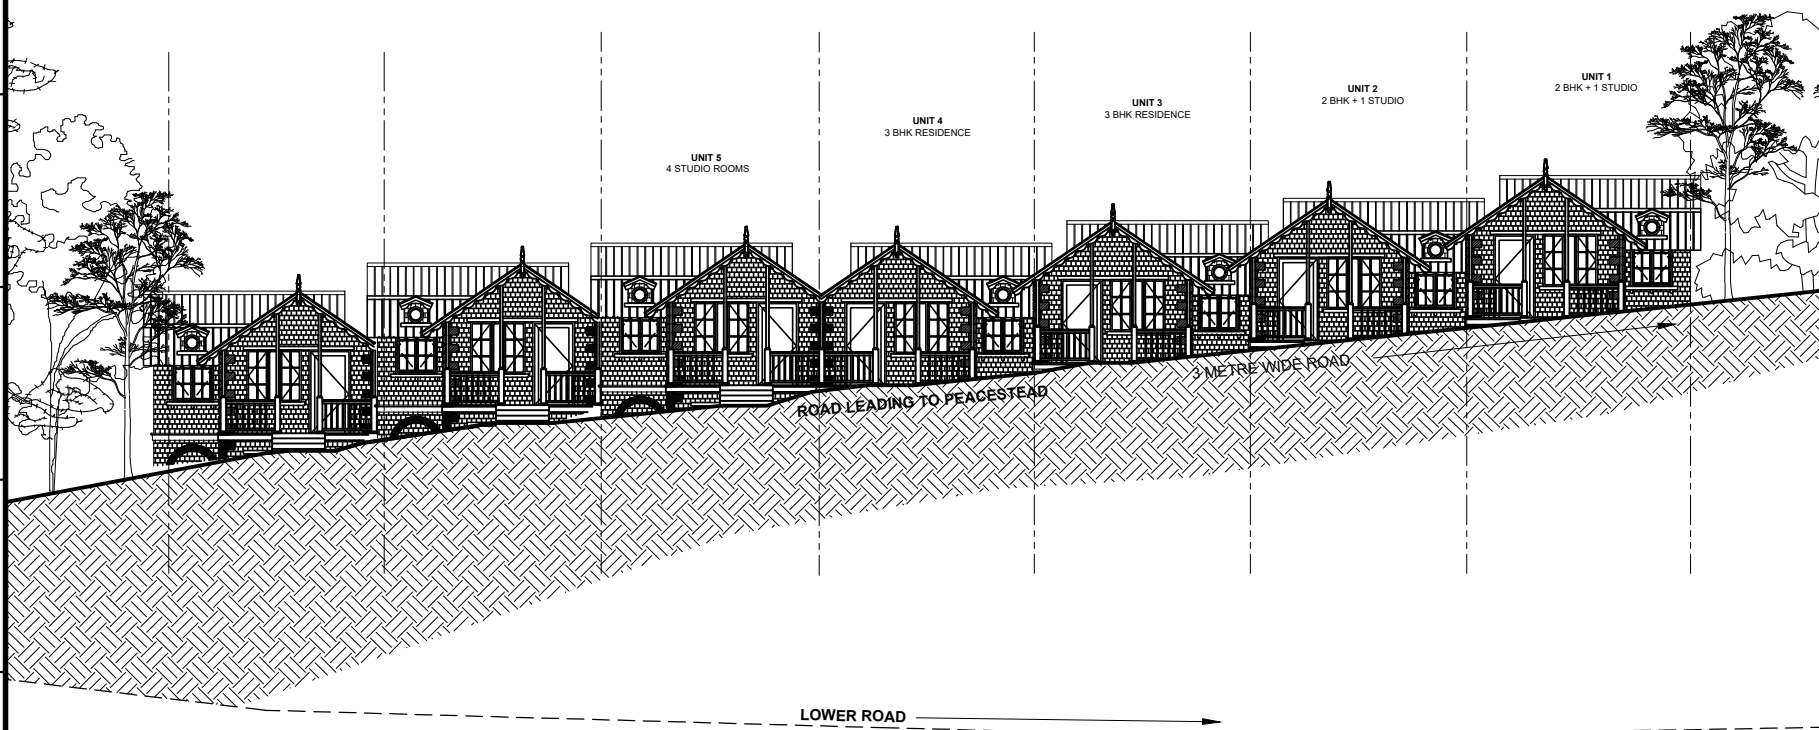 UNIT 1
2 BHK + 1 STUDIO
UNIT 2
2 BHK + 1 STUDIO
UNIT 3
3 BHK RESIDENCE
UNIT 4
3 BHK RESIDENCE
UNIT 5
4 STUDIO ROOMS
3 METRE WIDE ROAD
ROAD LEADING TO PEACESTEAD
LOWER ROAD